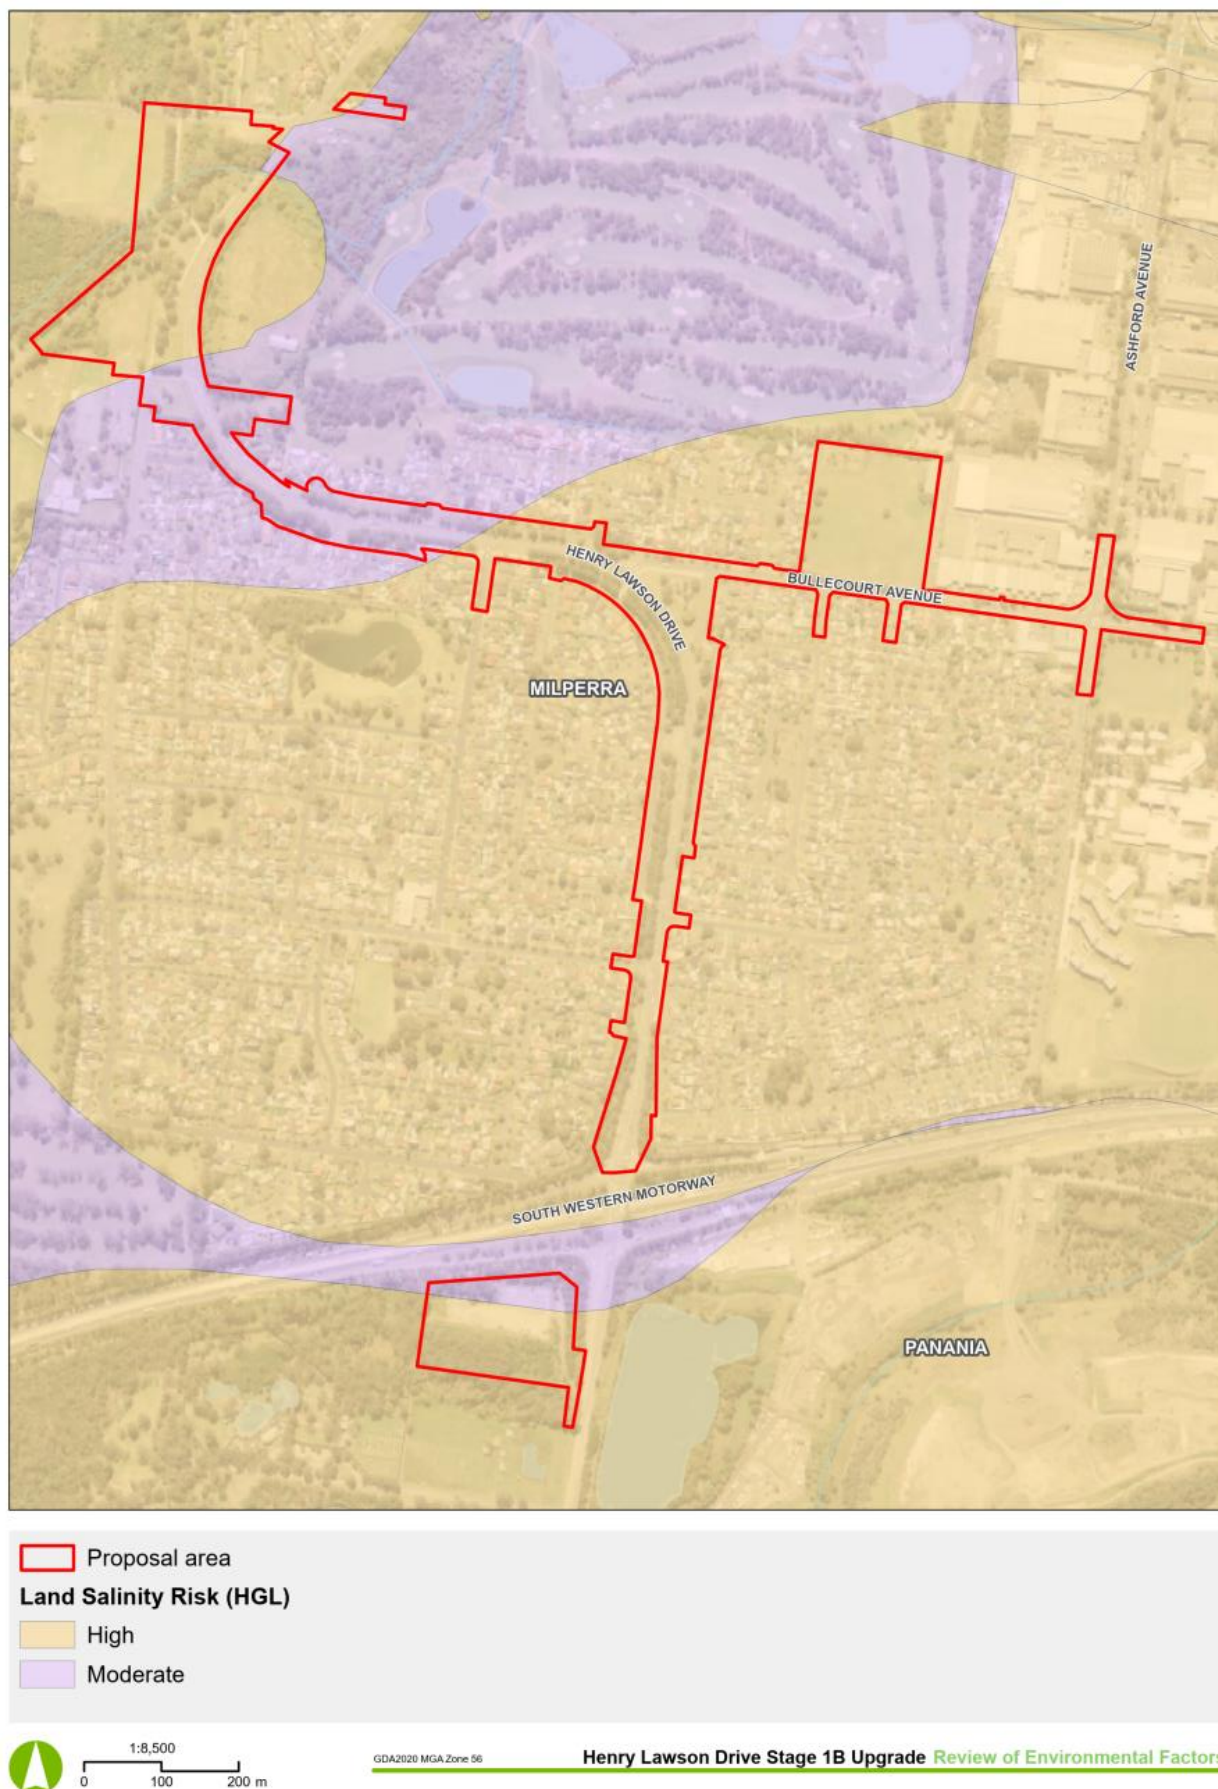 ASHFORD AVENUE
HENRY LAWSON DRIVE
BULLECOURT AVENUE
MILPERRA
SOUTH WESTERN MOTORWAY
PANANIA
Proposal area
Land Salinity Risk (HGL)
High
Moderate
1:8,500
0 100 200 m
GDA2020 MGA Zone 56
Henry Lawson Drive Stage 1B Upgrade Review of Environmental Factors